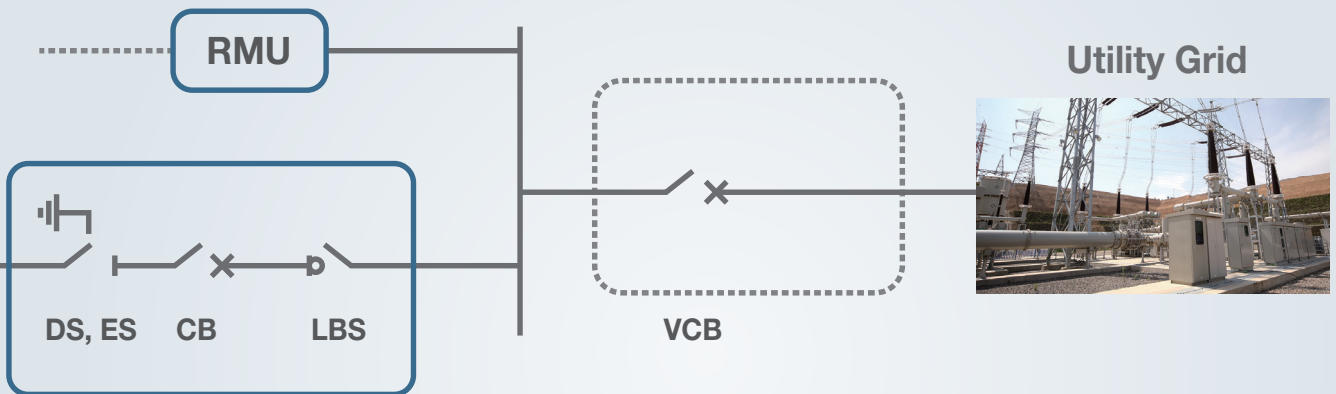 RMU
Utility Grid
DS, ES
CB
LBS
VCB